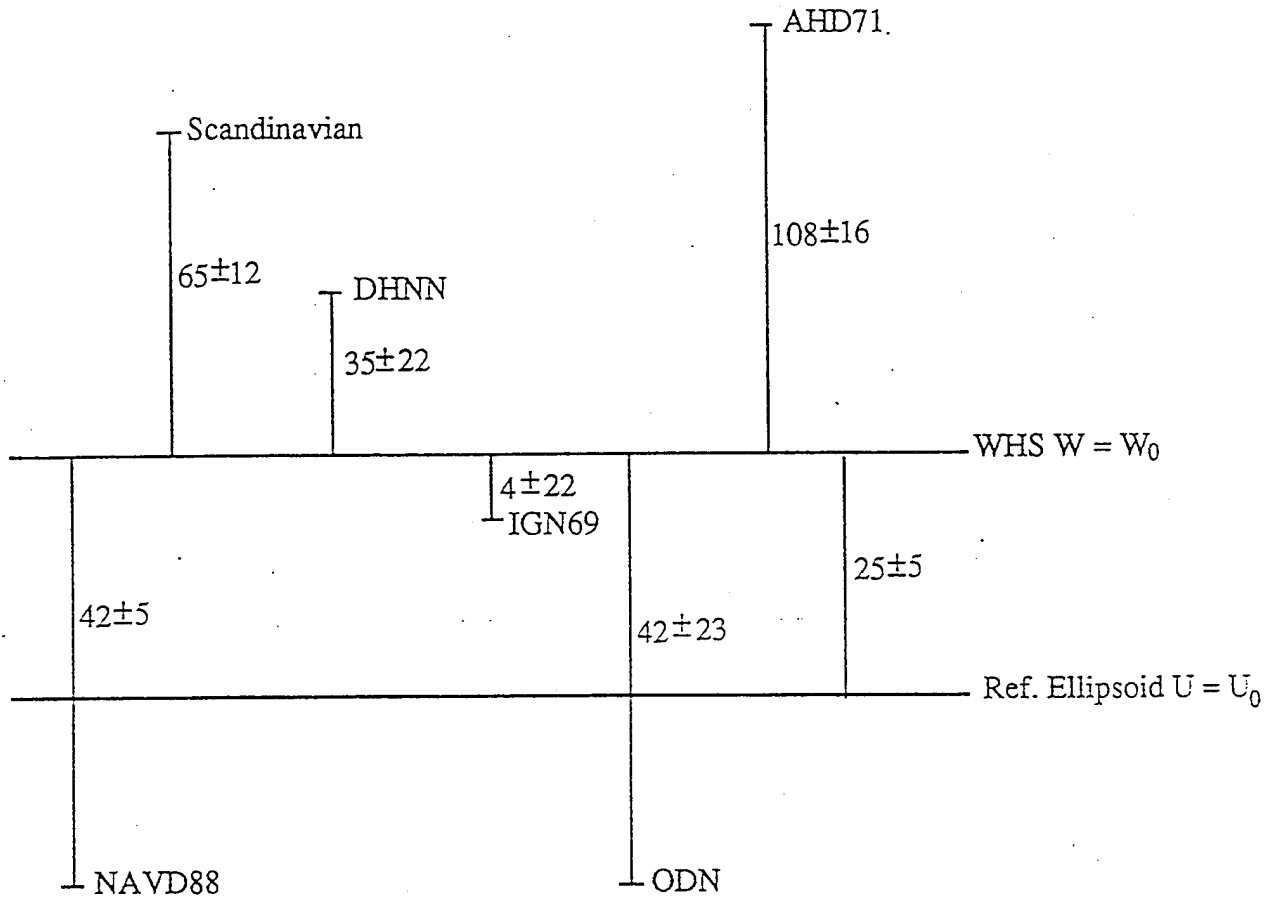 AHD71.
Scandinavian
108±16
65±12
DHNN
35±22
WHS W = W₀
4±22
IGN69
25±5
42±5
42±23
Ref. Ellipsoid U = U₀
NAVD88
ODN